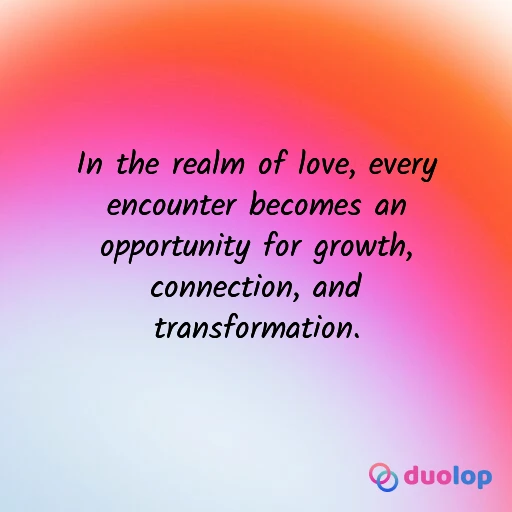 In the realm of love, every
encounter becomes an
opportunity for growth,
connection, and
transformation.
duolop